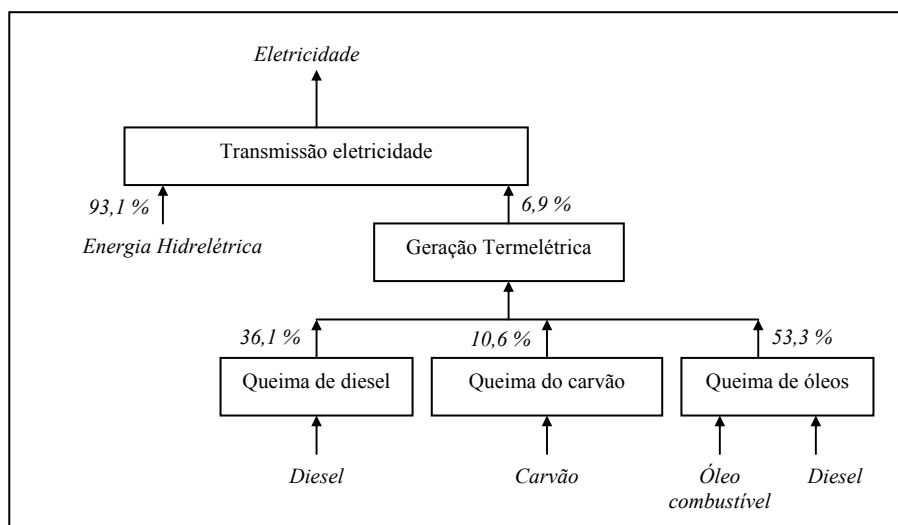 Eletricidade
Transmissão eletricidade
93,1 %
6,9 %
Energia Hidrelétrica
Geração Termelétrica
36,1 %
10,6 %
53,3 %
Queima de diesel
Queima do carvão
Queima de óleos
Diesel
Carvão
Óleo
combustível
Diesel